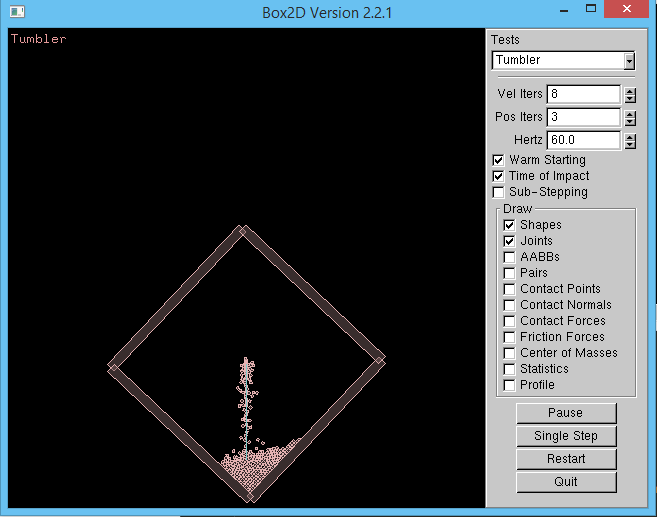 Box2D Version 2.2.1
Tumbler
Tests
Tumbler
Vel Iters 8
Pos Iters 3
Hertz 60.0
Warm Starting
Time of Impact
Sub-Stepping
Draw
Shapes
Joints
AABBs
Pairs
Contact Points
Contact Normals
Contact Forces
Friction Forces
Center of Masses
Statistics
Profile
Pause
Single Step
Restart
Quit